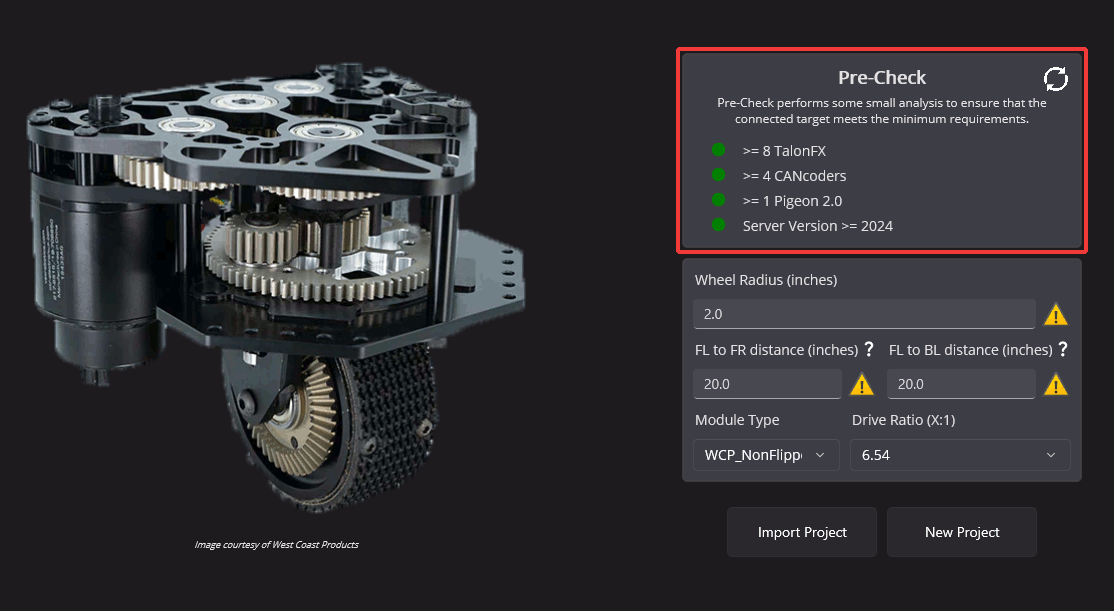 Pre-Check
Pre-Check performs some small analysis to ensure that the
connected target meets the minimum requirements.
>= 8 TalonFX
>= 4 CANcoders
>= 1 Pigeon 2.0
Server Version >= 2024
Wheel Radius (inches)
2.0
FL to FR distance (inches) ? FL to BL distance (inches) ?
20.0 20.0
Module Type Drive Ratio (X:1)
WCP_NonFlipp 6.54
Import Project New Project
Image courtesy of West Coast Products